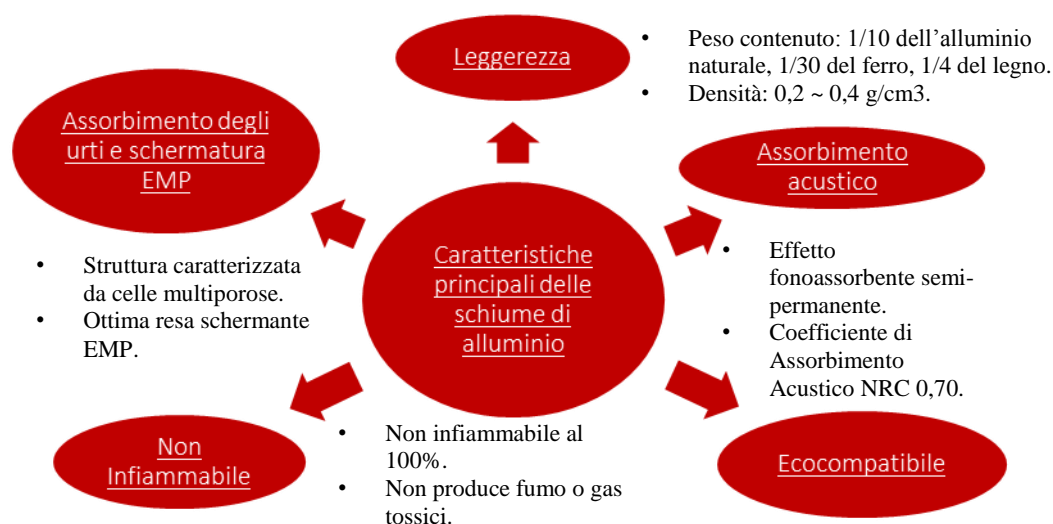 Leggerezza
• Peso contenuto: 1/10 dell’alluminio
naturale, 1/30 del ferro, 1/4 del legno.
• Densità: 0,2 ~ 0,4 g/cm3.
Assorbimento degli
urti e schermatura
EMP
Assorbimento
acustico
• Struttura caratterizzata
da celle multiporose.
• Ottima resa schermante
EMP.
Caratteristiche
principali delle
schiume di
alluminio
• Effetto
fonoassorbente semi-
permanente.
• Coefficiente di
Assorbimento
Acustico NRC 0,70.
Non
Infiammabile
• Non infiammabile al
100%.
• Non produce fumo o gas
tossici.
Ecocompatibile